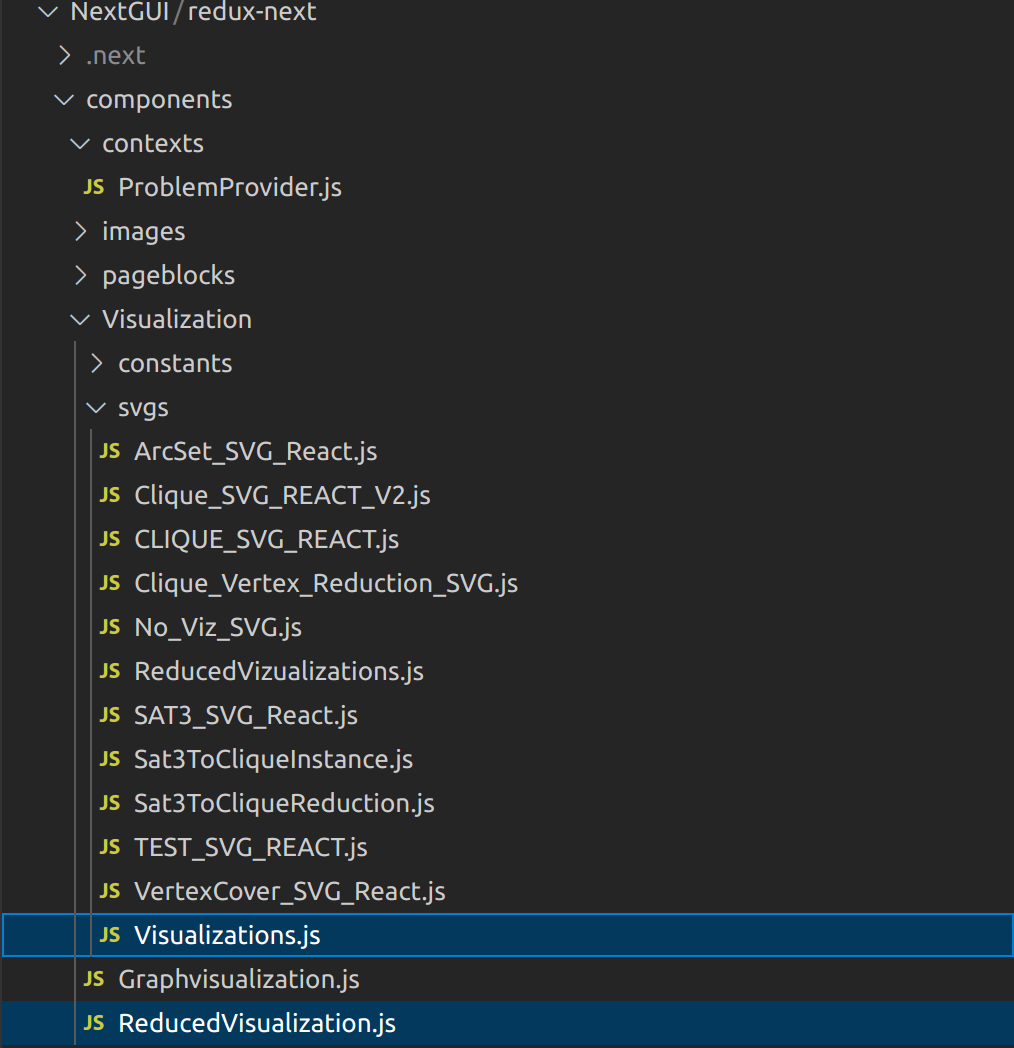 NextGUI / redux-next
.next
components
contexts
JS ProblemProvider.js
images
pageblocks
Visualization
constants
svgs
JS ArcSet_SVG_React.js
JS Clique_SVG_REACT_V2.js
JS CLIQUE_SVG_REACT.js
JS Clique_Vertex_Reduction_SVG.js
JS No_Viz_SVG.js
JS ReducedVizualizations.js
JS SAT3_SVG_React.js
JS Sat3ToCliqueInstance.js
JS Sat3ToCliqueReduction.js
JS TEST_SVG_REACT.js
JS VertexCover_SVG_React.js
JS Visualizations.js
JS Graphvisualization.js
JS ReducedVisualization.js